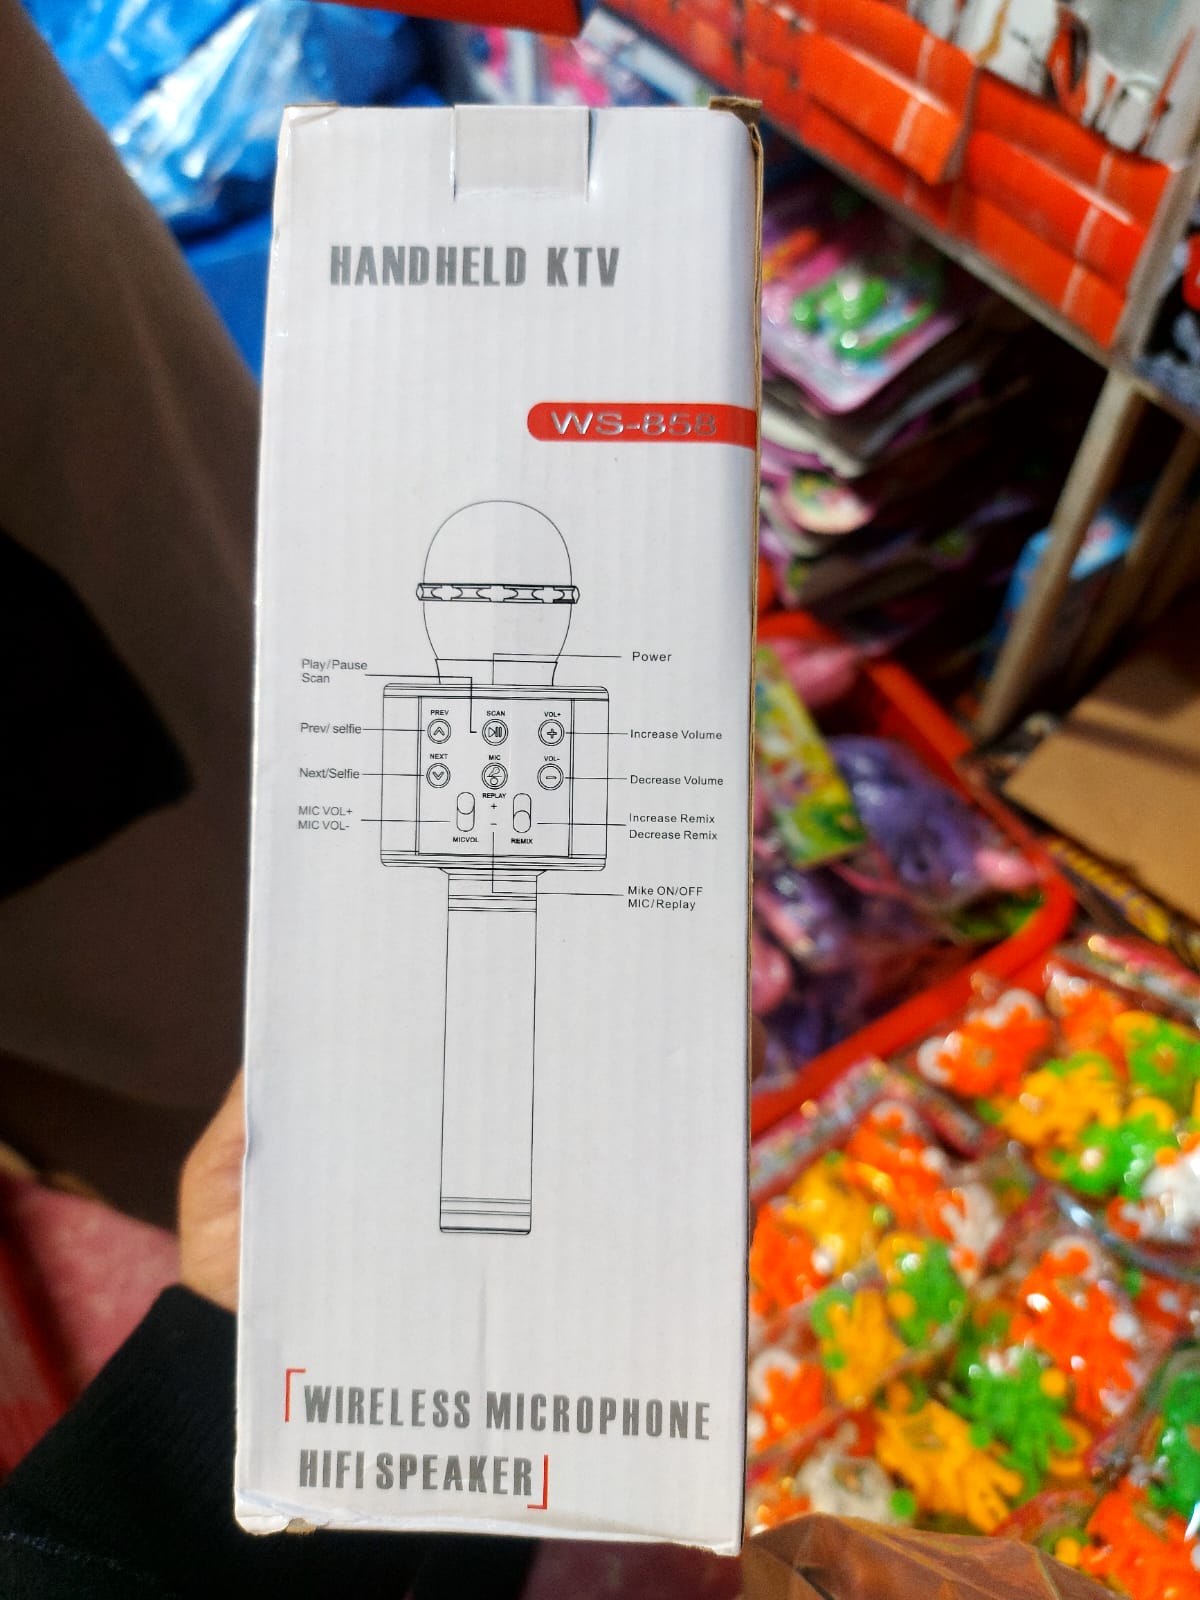 HANDHELD KTV
WS-858
Power
Play/Pause
Scan
PREV
SCAN
VOL+
Prev/ selfie
Increase Volume
NEXT
MIC
VOL-
Next/Selfie
Decrease Volume
REPLAY
+
−
MIC VOL+
MIC VOL-
Increase Remix
Decrease Remix
MICVOL
REMIX
Mike ON/OFF
MIC/Replay
WIRELESS MICROPHONE
HIFI SPEAKER